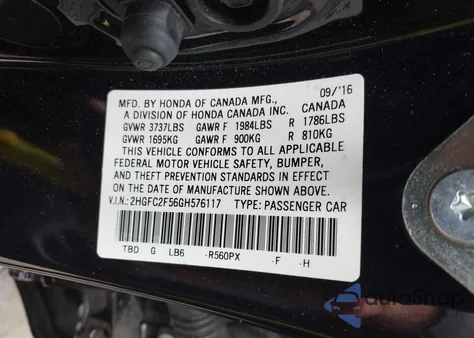 09/'16
MFD. BY HONDA OF CANADA MFG., CANADA
A DIVISION OF HONDA CANADA INC.
GVWR 3737LBS GAWR F 1984LBS R 1786LBS
GVWR 1695KG GAWR F 900KG R 810KG
THIS VEHICLE CONFORMS TO ALL APPLICABLE
FEDERAL MOTOR VEHICLE SAFETY, BUMPER,
AND THEFT PREVENTION STANDARDS IN EFFECT
ON THE DATE OF MANUFACTURE SHOWN ABOVE.
V.I.N.: 2HGFC2F56GH576117 TYPE: PASSENGER CAR
TBD G LB6 -R560PX -F -H
autoSnap